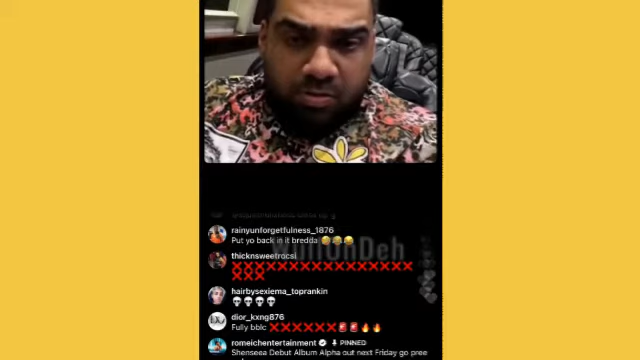 rainyunforgetfulness_1876
Put yo back in it bredda 🤣😂🤣
thicknsweetrocsi
❌❌❌❌❌❌❌❌❌❌❌❌❌❌❌❌
❌❌❌
hairbysexiema_toprankin
💀💀💀💀
dior_kxng876
Fully bblc ❌❌❌❌❌❌🚨🚨🔥🔥
romeichentertainment PINNED
Shenseea Debut Album Alpha out next Friday go pree